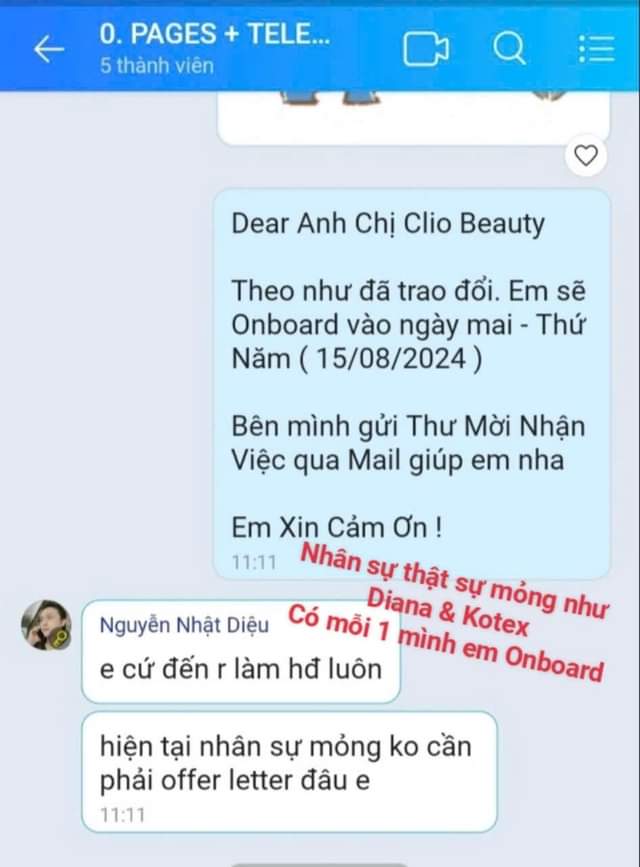 0. PAGES + TELE...
5 thành viên
Dear Anh Chị Clio Beauty
Theo như đã trao đổi. Em sẽ
Onboard vào ngày mai - Thứ
Năm ( 15/08/2024 )
Bên mình gửi Thư Mời Nhận
Việc qua Mail giúp em nha
Em Xin Cảm Ơn !
11:11
Nhân sự thật sự mỏng như
Diana & Kotex
Có mỗi 1 mình em Onboard
Nguyễn Nhật Diệu
e cứ đến r làm hđ luôn
hiện tại nhân sự mỏng ko cần
phải offer letter đâu e
11:11